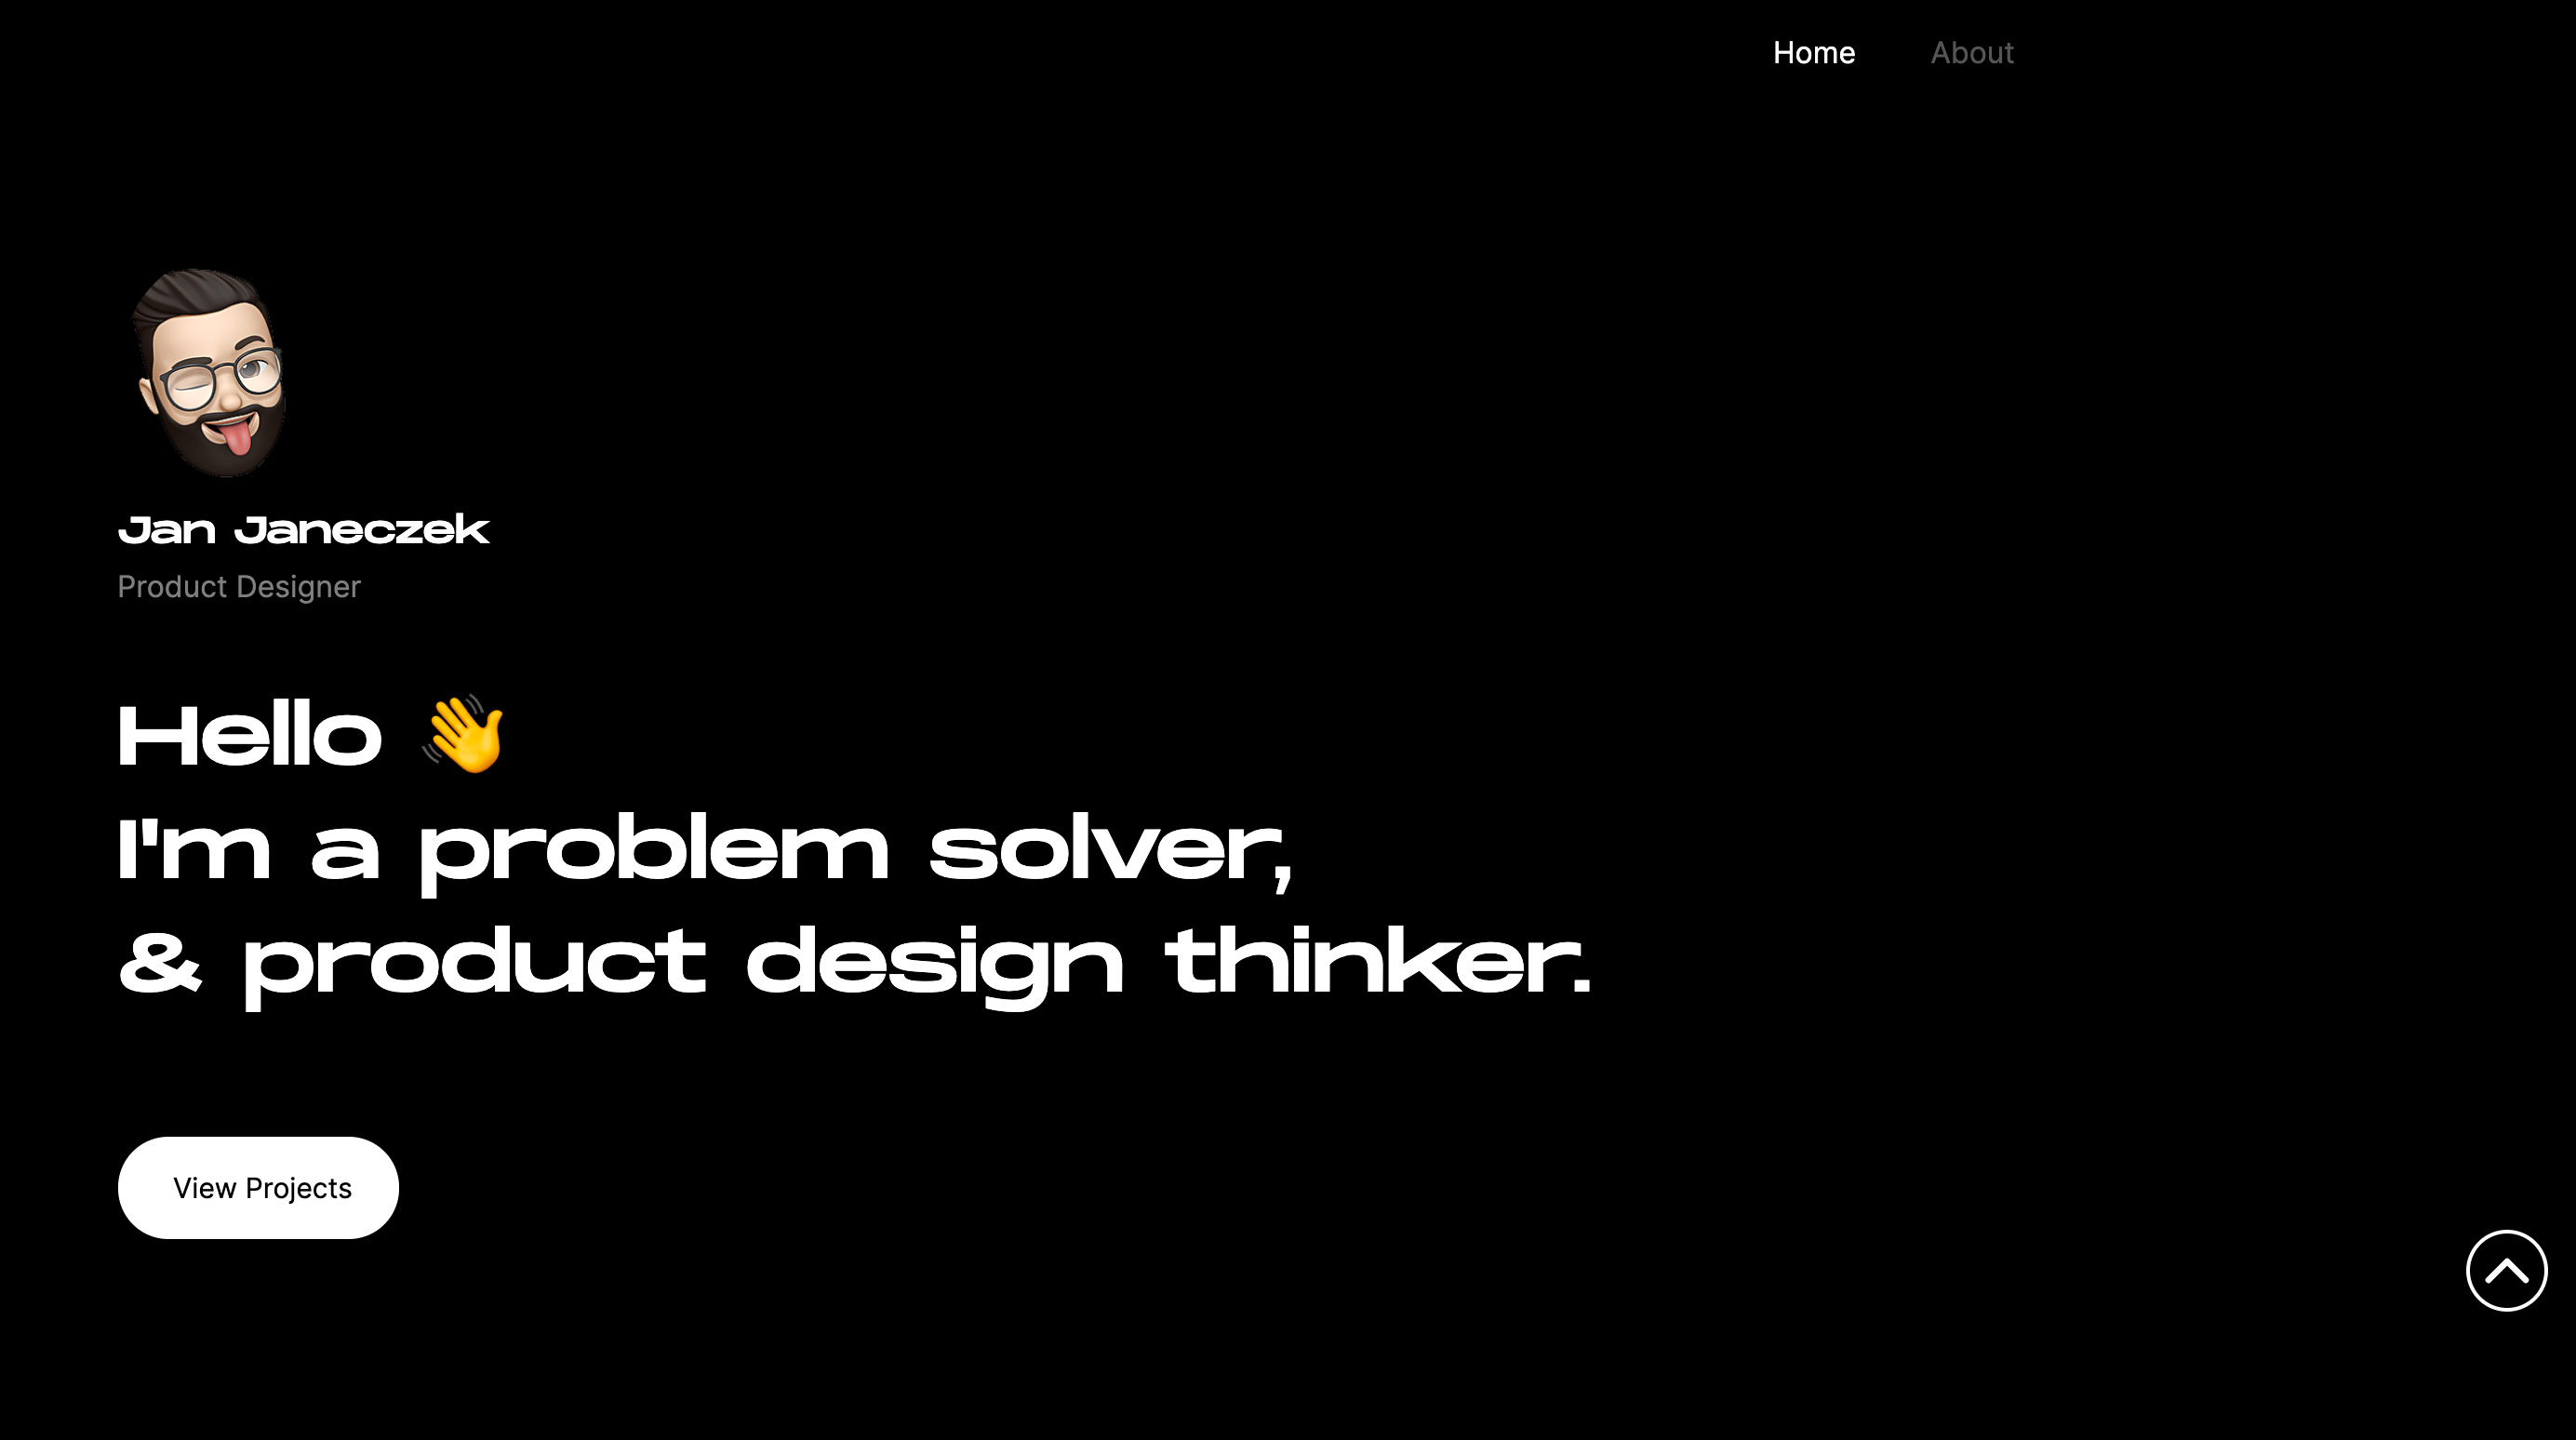 Home About
Jan Janeczek
Product Designer
Hello 👋
I'm a problem solver,
& product design thinker.
View Projects